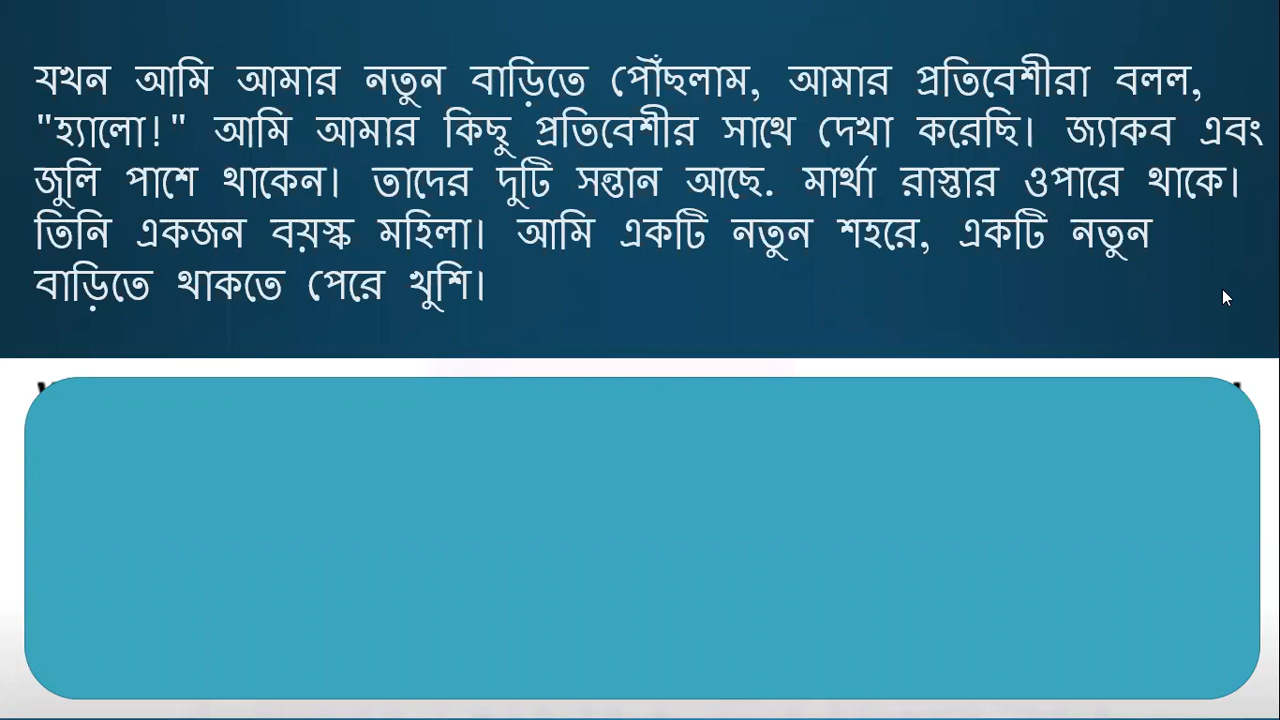 যখন আমি আমার নতুন বাড়িতে পৌঁছলাম, আমার প্রতিবেশীরা বলল,
"হ্যালো!" আমি আমার কিছু প্রতিবেশীর সাথে দেখা করেছি। জ্যাকব এবং
জুলি পাশে থাকেন। তাদের দুটি সন্তান আছে. মার্থা রাস্তার ওপারে থাকে।
তিনি একজন বয়স্ক মহিলা। আমি একটি নতুন শহরে, একটি নতুন
বাড়িতে থাকতে পেরে খুশি।